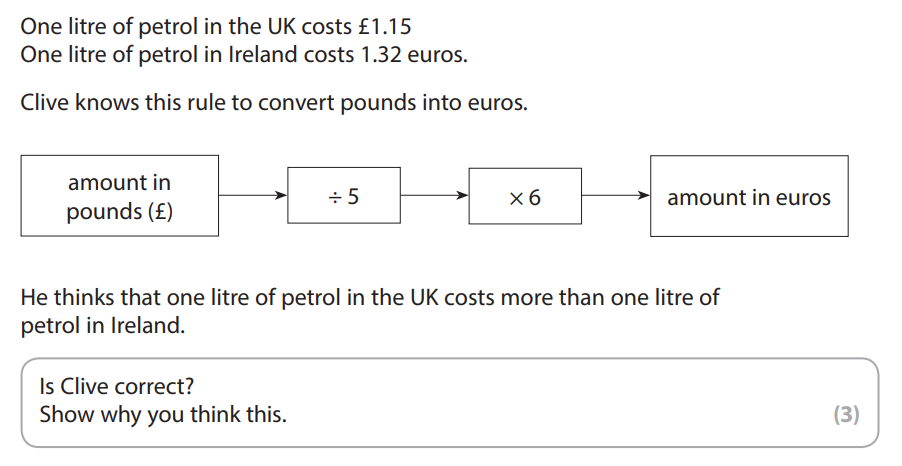 One litre of petrol in the UK costs £1.15
One litre of petrol in Ireland costs 1.32 euros.
Clive knows this rule to convert pounds into euros.
amount in
pounds (£)
÷ 5
× 6
amount in euros
He thinks that one litre of petrol in the UK costs more than one litre of
petrol in Ireland.
Is Clive correct?
Show why you think this.
(3)